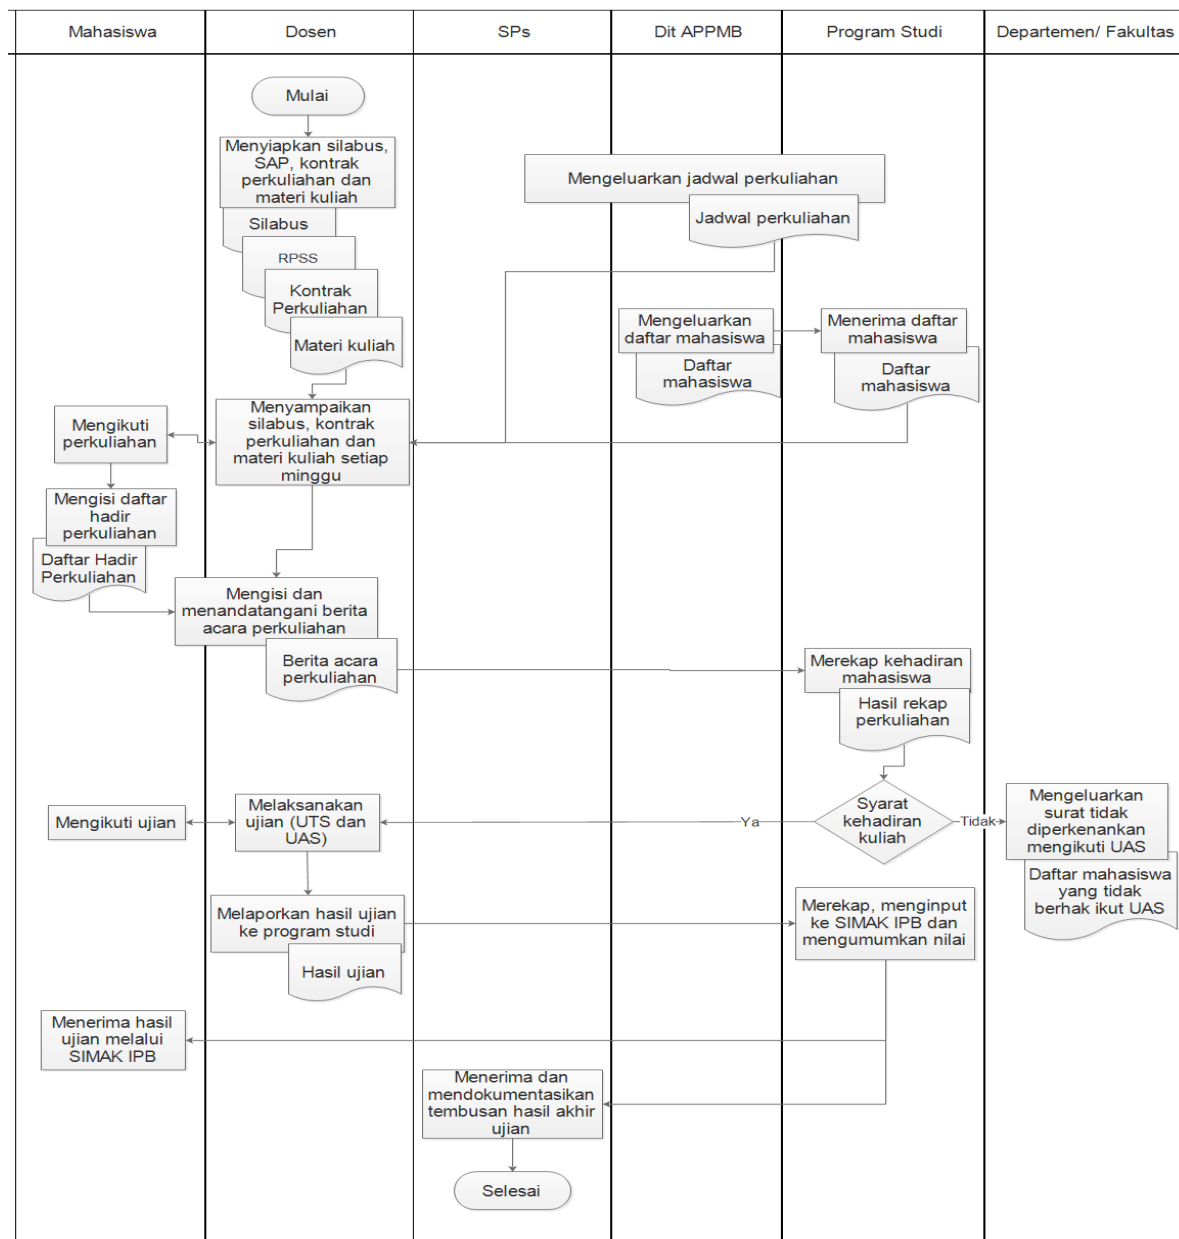 Mahasiswa
Dosen
SPs
Dit APPMB
Program Studi
Departemen/ Fakultas
Mulai
Menyiapkan silabus,
SAP, kontrak
perkuliahan dan
materi kuliah
Silabus
RPSS
Kontrak
Perkuliahan
Materi kuliah
Mengeluarkan jadwal perkuliahan
Jadwal perkuliahan
Mengeluarkan
daftar mahasiswa
Daftar
mahasiswa
Menerima daftar
mahasiswa
Daftar
mahasiswa
Mengikuti
perkuliahan
Menyampaikan
silabus, kontrak
perkuliahan dan
materi kuliah setiap
minggu
Mengisi daftar
hadir
perkuliahan
Daftar Hadir
Perkuliahan
Mengisi dan
menandatangani berita
acara perkuliahan
Berita acara
perkuliahan
Merekap kehadiran
mahasiswa
Hasil rekap
perkuliahan
Mengikuti ujian
Melaksanakan
ujian (UTS dan
UAS)
Ya
Syarat
kehadiran
kuliah
Tidak
Mengeluarkan
surat tidak
diperkenankan
mengikuti UAS
Daftar mahasiswa
yang tidak
berhak ikut UAS
Melaporkan hasil ujian
ke program studi
Hasil ujian
Merekap, menginput
ke SIMAK IPB dan
mengumumkan nilai
Menerima hasil
ujian melalui
SIMAK IPB
Menerima dan
mendokumentasikan
tembusan hasil akhir
ujian
Selesai